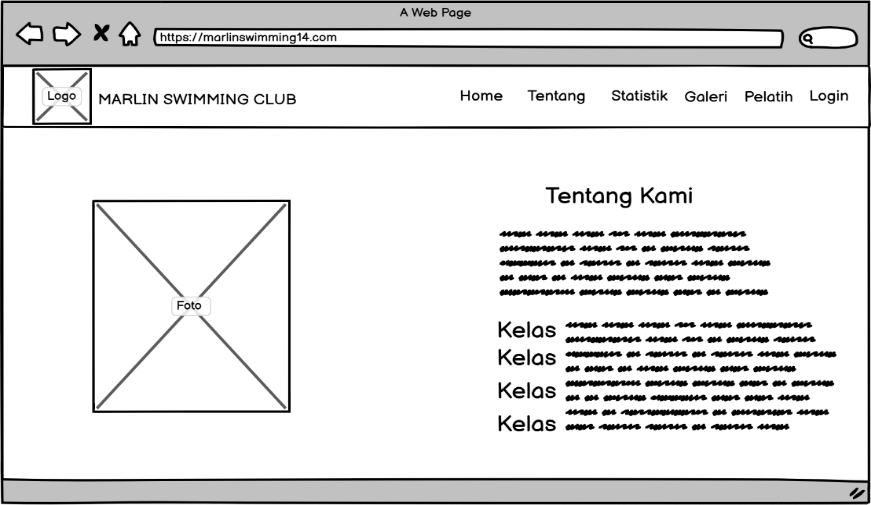 A Web Page
https://marlinswimming14.com
Logo
MARLIN SWIMMING CLUB
Home Tentang Statistik Galeri Pelatih Login
Tentang Kami
Foto
Kelas
Kelas
Kelas
Kelas